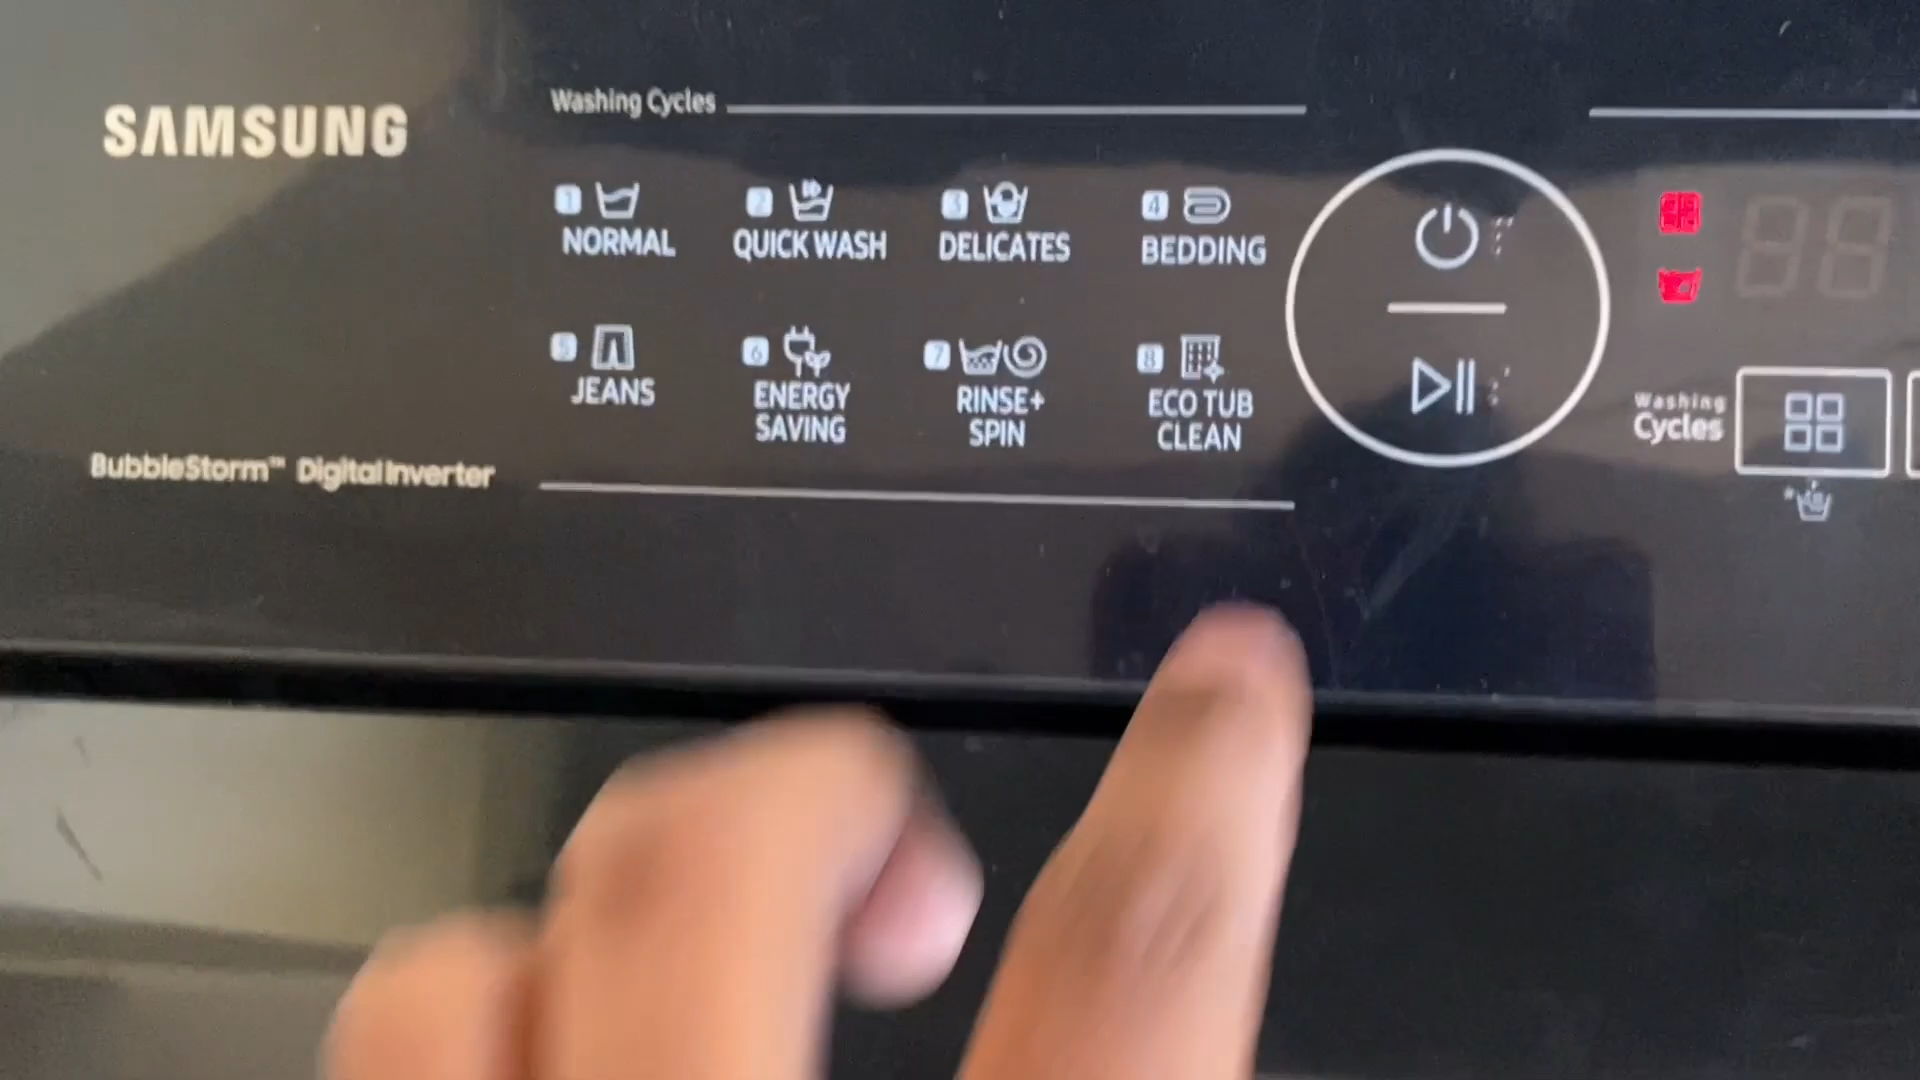 SAMSUNG
Washing Cycles
1 NORMAL
2 QUICK WASH
3 DELICATES
4 BEDDING
5 JEANS
6 ENERGY
SAVING
7 RINSE+
SPIN
8 ECO TUB
CLEAN
BubbleStorm™ Digital Inverter
Washing
Cycles
88